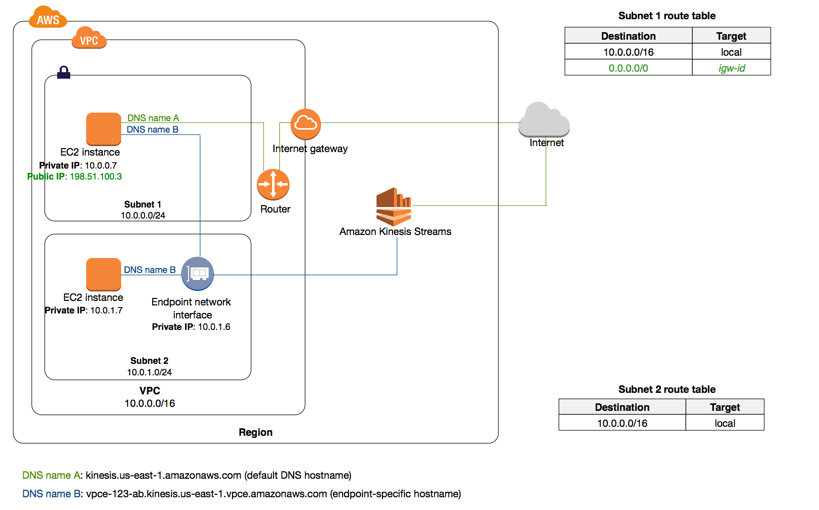 AWS
VPC
Subnet 1 route table
Destination Target
10.0.0.0/16 local
0.0.0.0/0 igw-id
DNS name A
DNS name B
EC2 instance
Private IP: 10.0.0.7
Public IP: 198.51.100.3
Subnet 1
10.0.0.0/24
Internet gateway
Router
Internet
Amazon Kinesis Streams
DNS name B
EC2 instance
Private IP: 10.0.1.7
Endpoint network
interface
Private IP: 10.0.1.6
Subnet 2
10.0.1.0/24
VPC
10.0.0.0/16
Region
Subnet 2 route table
Destination Target
10.0.0.0/16 local
DNS name A: kinesis.us-east-1.amazonaws.com (default DNS hostname)
DNS name B: vpce-123-ab.kinesis.us-east-1.vpce.amazonaws.com (endpoint-specific hostname)